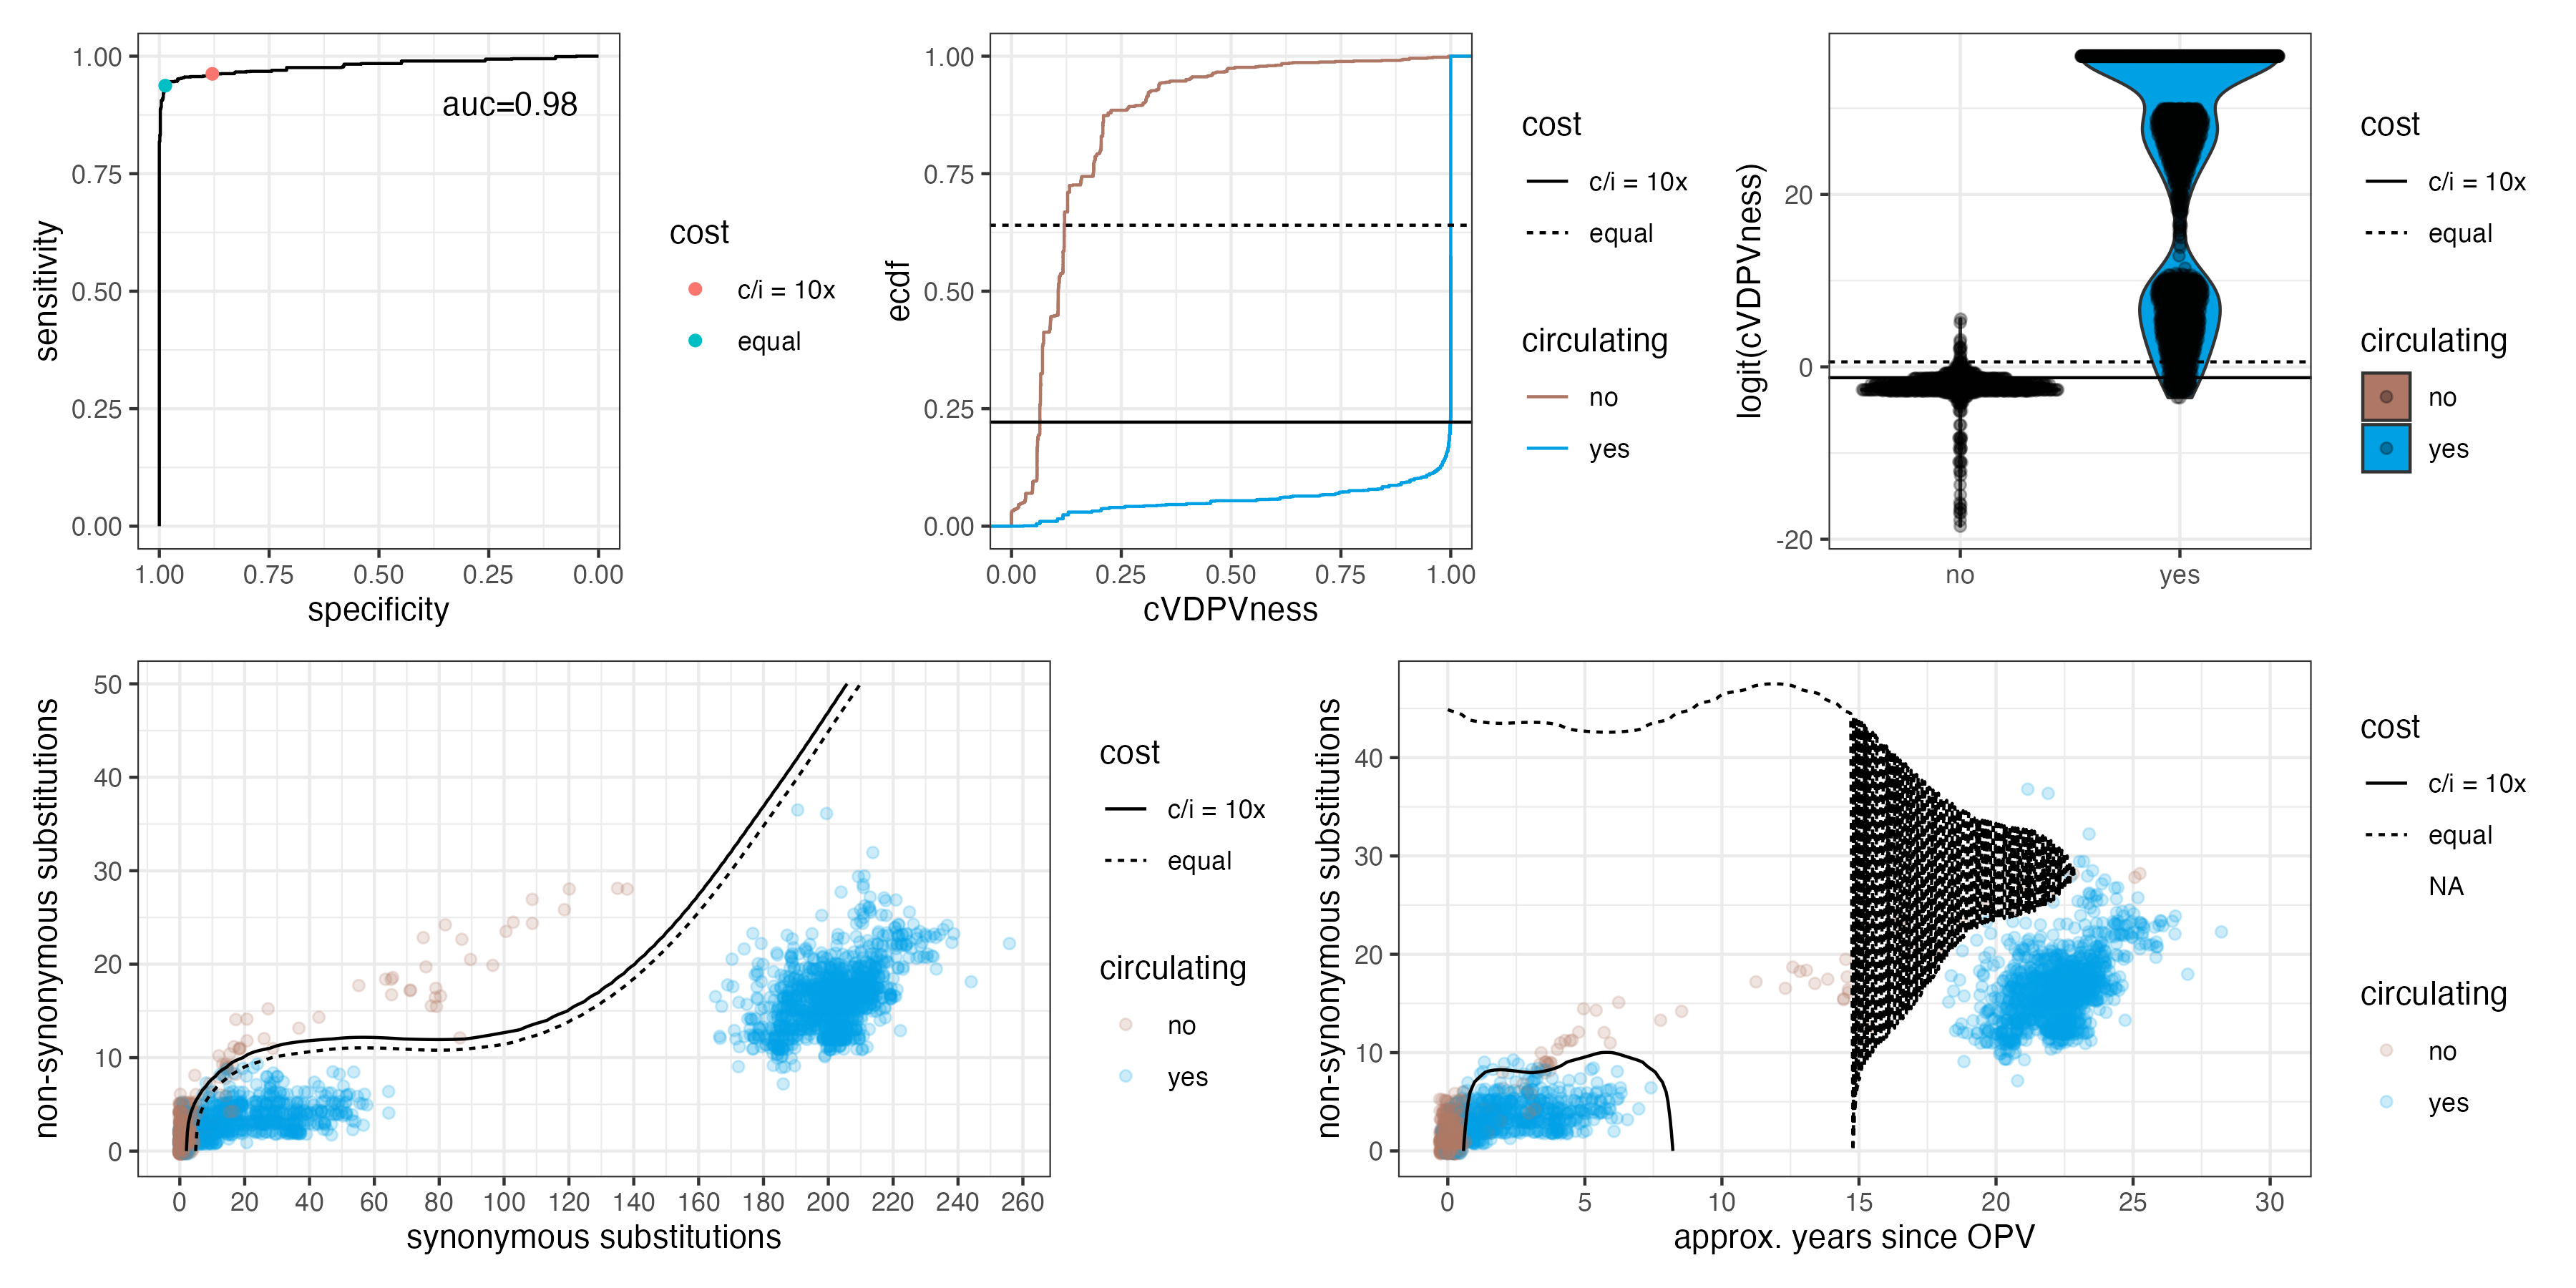 1.00
0.75
0.50
0.25
0.00
sensitivity
auc=0.98
1.00 0.75 0.50 0.25 0.00
specificity
cost
c/i = 10x
equal
1.00
0.75
0.50
0.25
0.00
ecdf
0.00 0.25 0.50 0.75 1.00
cVDPVness
cost
c/i = 10x
equal
circulating
no
yes
20
0
-20
logit(cVDPVness)
no yes
cost
c/i = 10x
equal
circulating
no
yes
50
40
30
20
10
0
non-synonymous substitutions
0 20 40 60 80 100 120 140 160 180 200 220 240 260
synonymous substitutions
cost
c/i = 10x
equal
circulating
no
yes
40
30
20
10
0
non-synonymous substitutions
0 5 10 15 20 25 30
approx. years since OPV
cost
c/i = 10x
equal
NA
circulating
no
yes